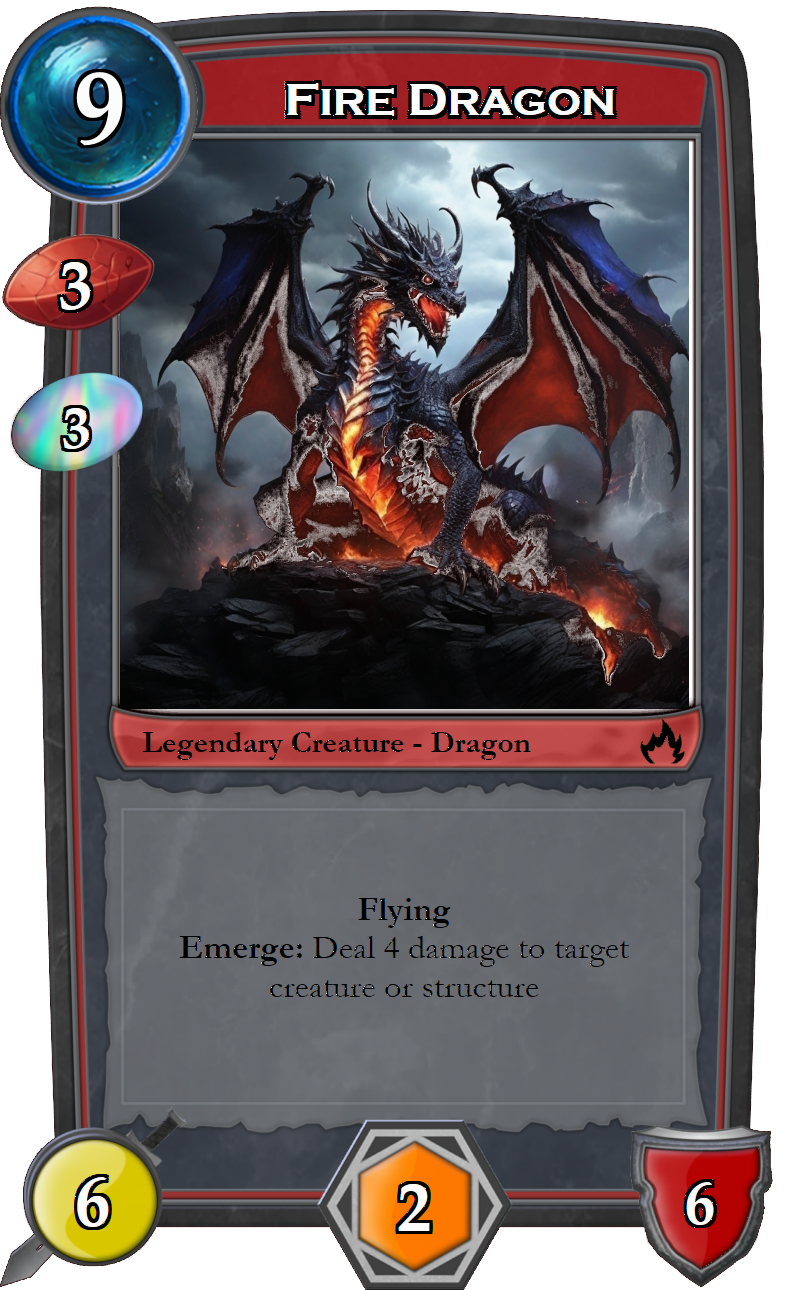 9
Fire Dragon
3
3
Legendary Creature - Dragon
Flying
Emerge: Deal 4 damage to target
creature or structure
6
2
6